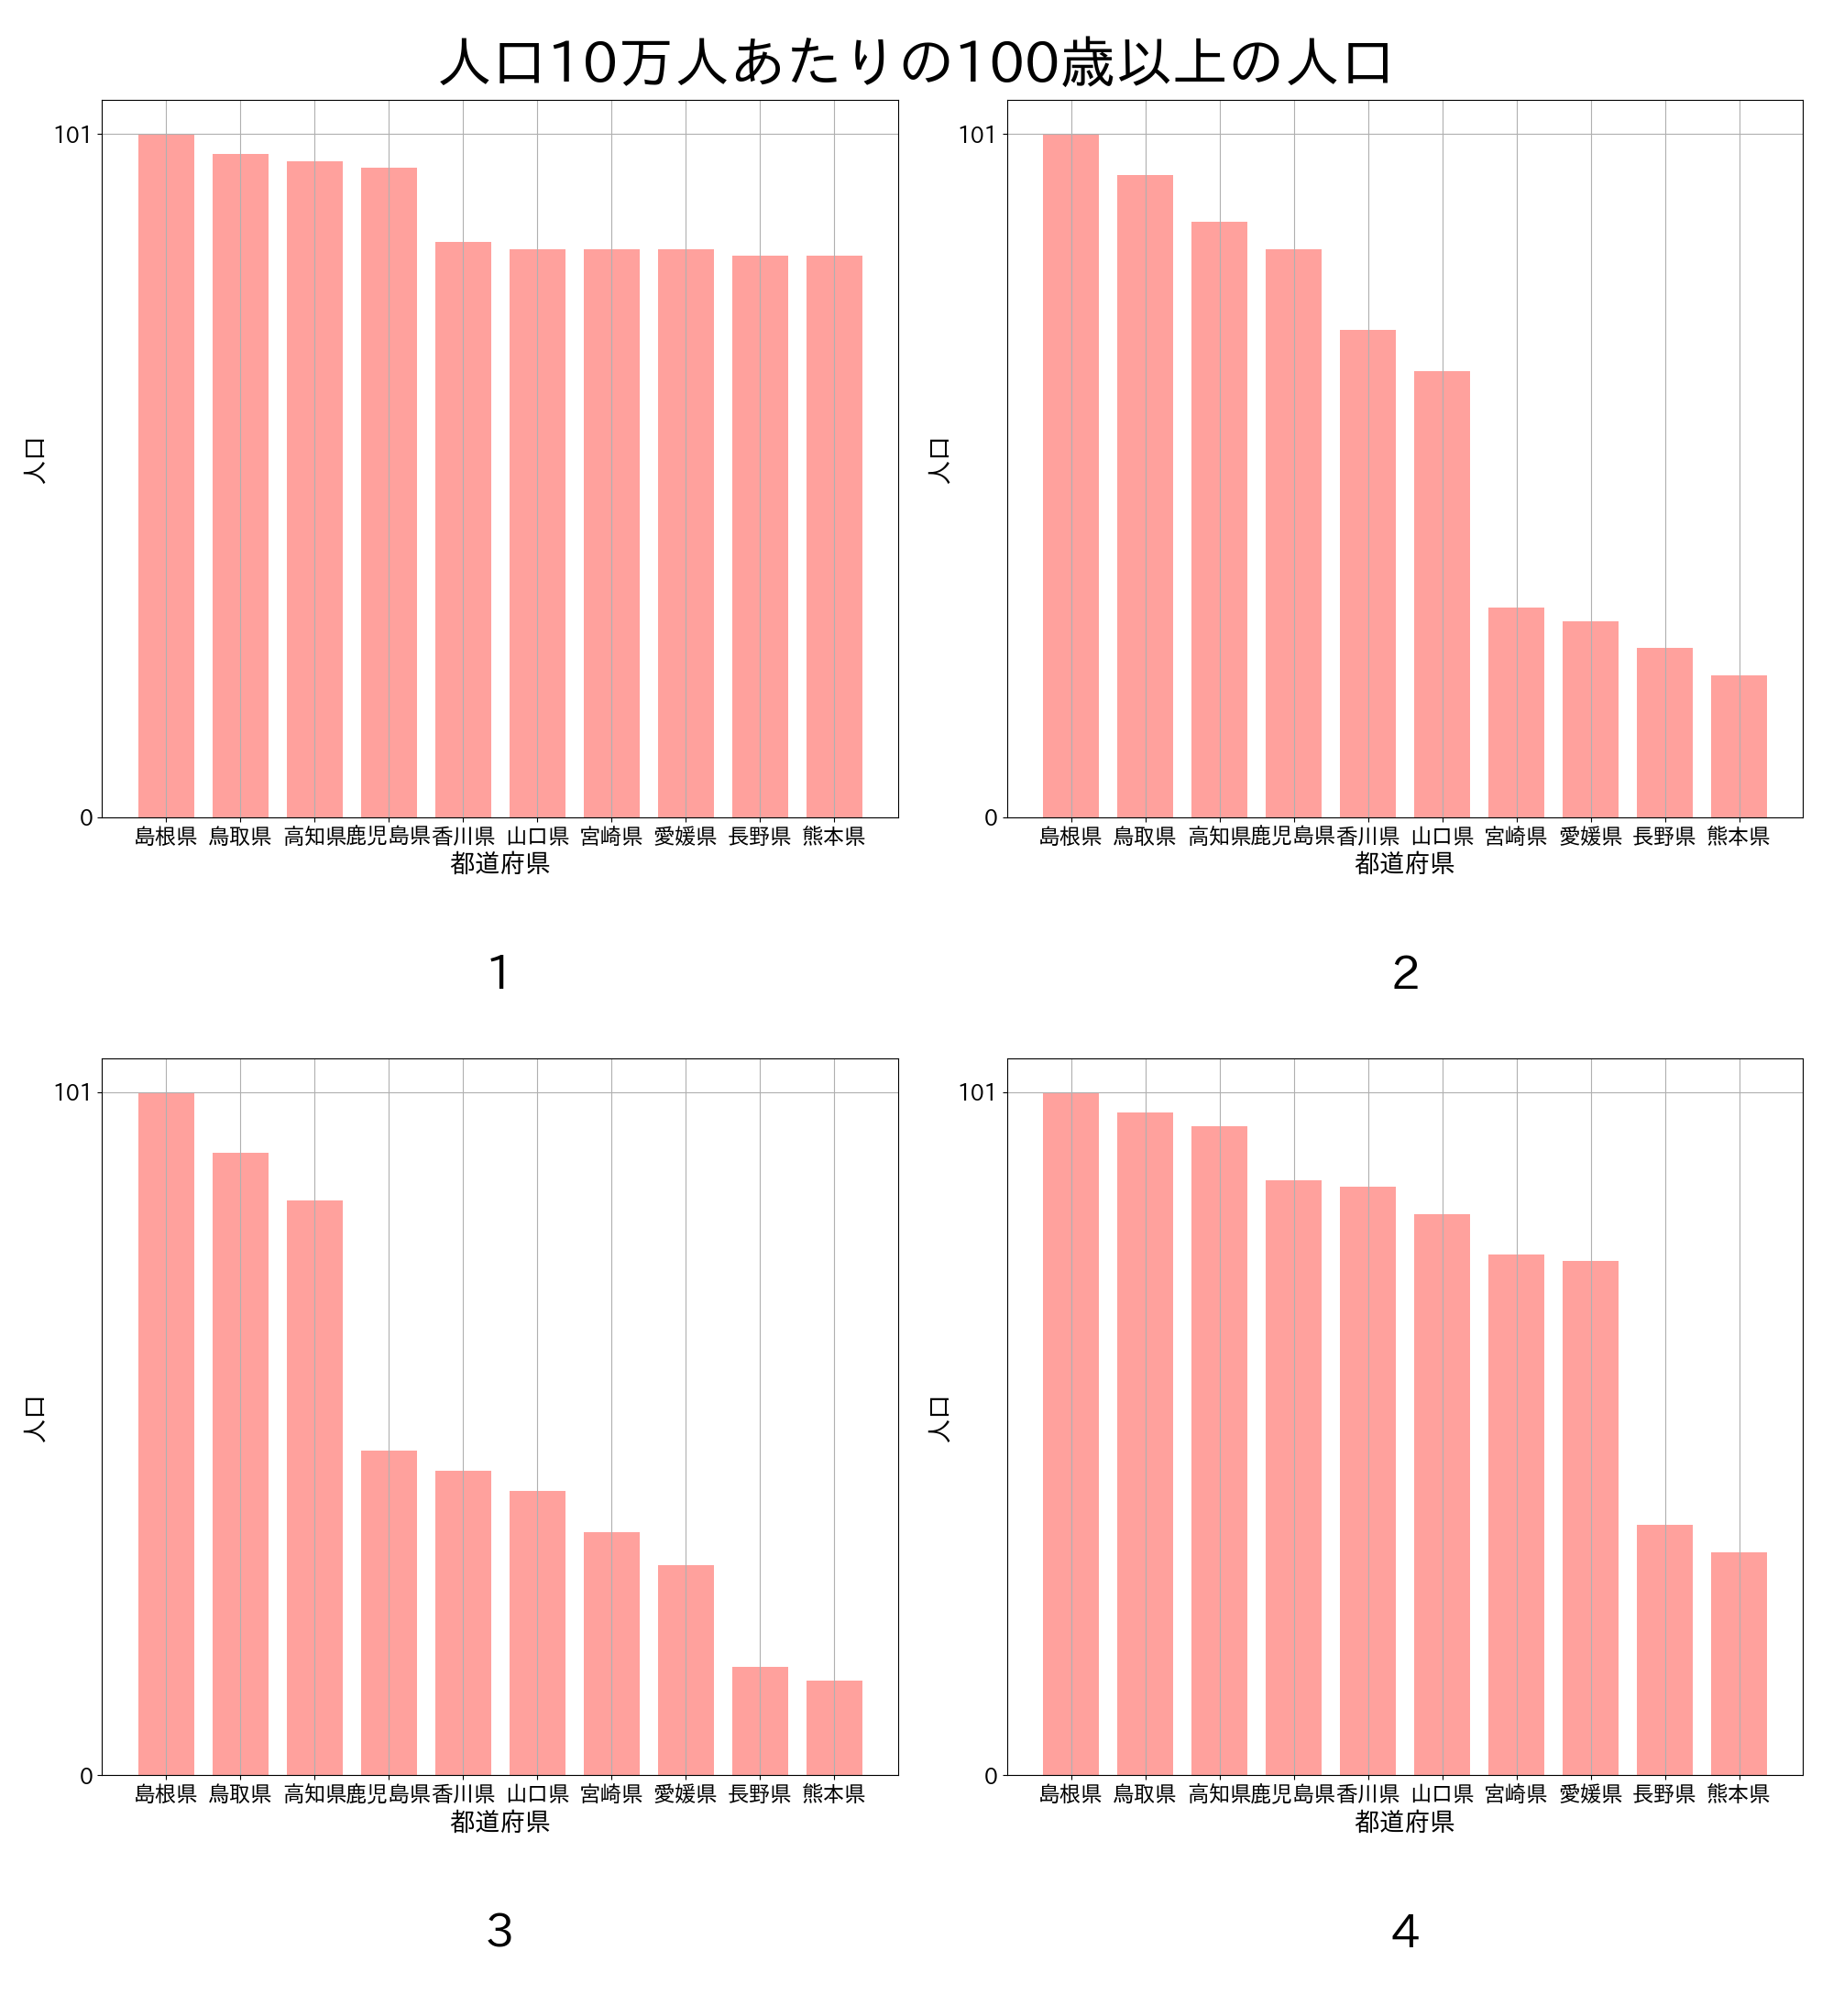 人口10万人あたりの100歳以上の人口
101
0
人口
島根県 鳥取県 高知県 鹿児島県 香川県 山口県 宮崎県 愛媛県 長野県 熊本県
都道府県
1
101
0
人口
島根県 鳥取県 高知県 鹿児島県 香川県 山口県 宮崎県 愛媛県 長野県 熊本県
都道府県
2
101
0
人口
島根県 鳥取県 高知県 鹿児島県 香川県 山口県 宮崎県 愛媛県 長野県 熊本県
都道府県
3
101
0
人口
島根県 鳥取県 高知県 鹿児島県 香川県 山口県 宮崎県 愛媛県 長野県 熊本県
都道府県
4